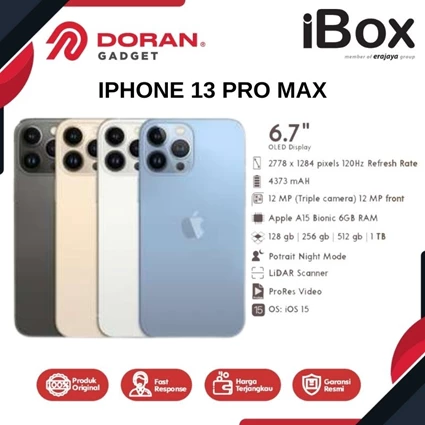 DORAN®
GADGET
iBox
member of erajaya group
IPHONE 13 PRO MAX
6.7"
OLED Display
2778 x 1284 pixels 120Hz Refresh Rate
4373 mAH
12 MP (Triple camera) 12 MP front
Apple A15 Bionic 6GB RAM
128 gb | 256 gb | 512 gb | 1 TB
Potrait Night Mode
LiDAR Scanner
ProRes Video
15 OS: iOS 15
100%
Produk
Original
Fast
Response
Harga
Terjangkau
Garansi
Resmi